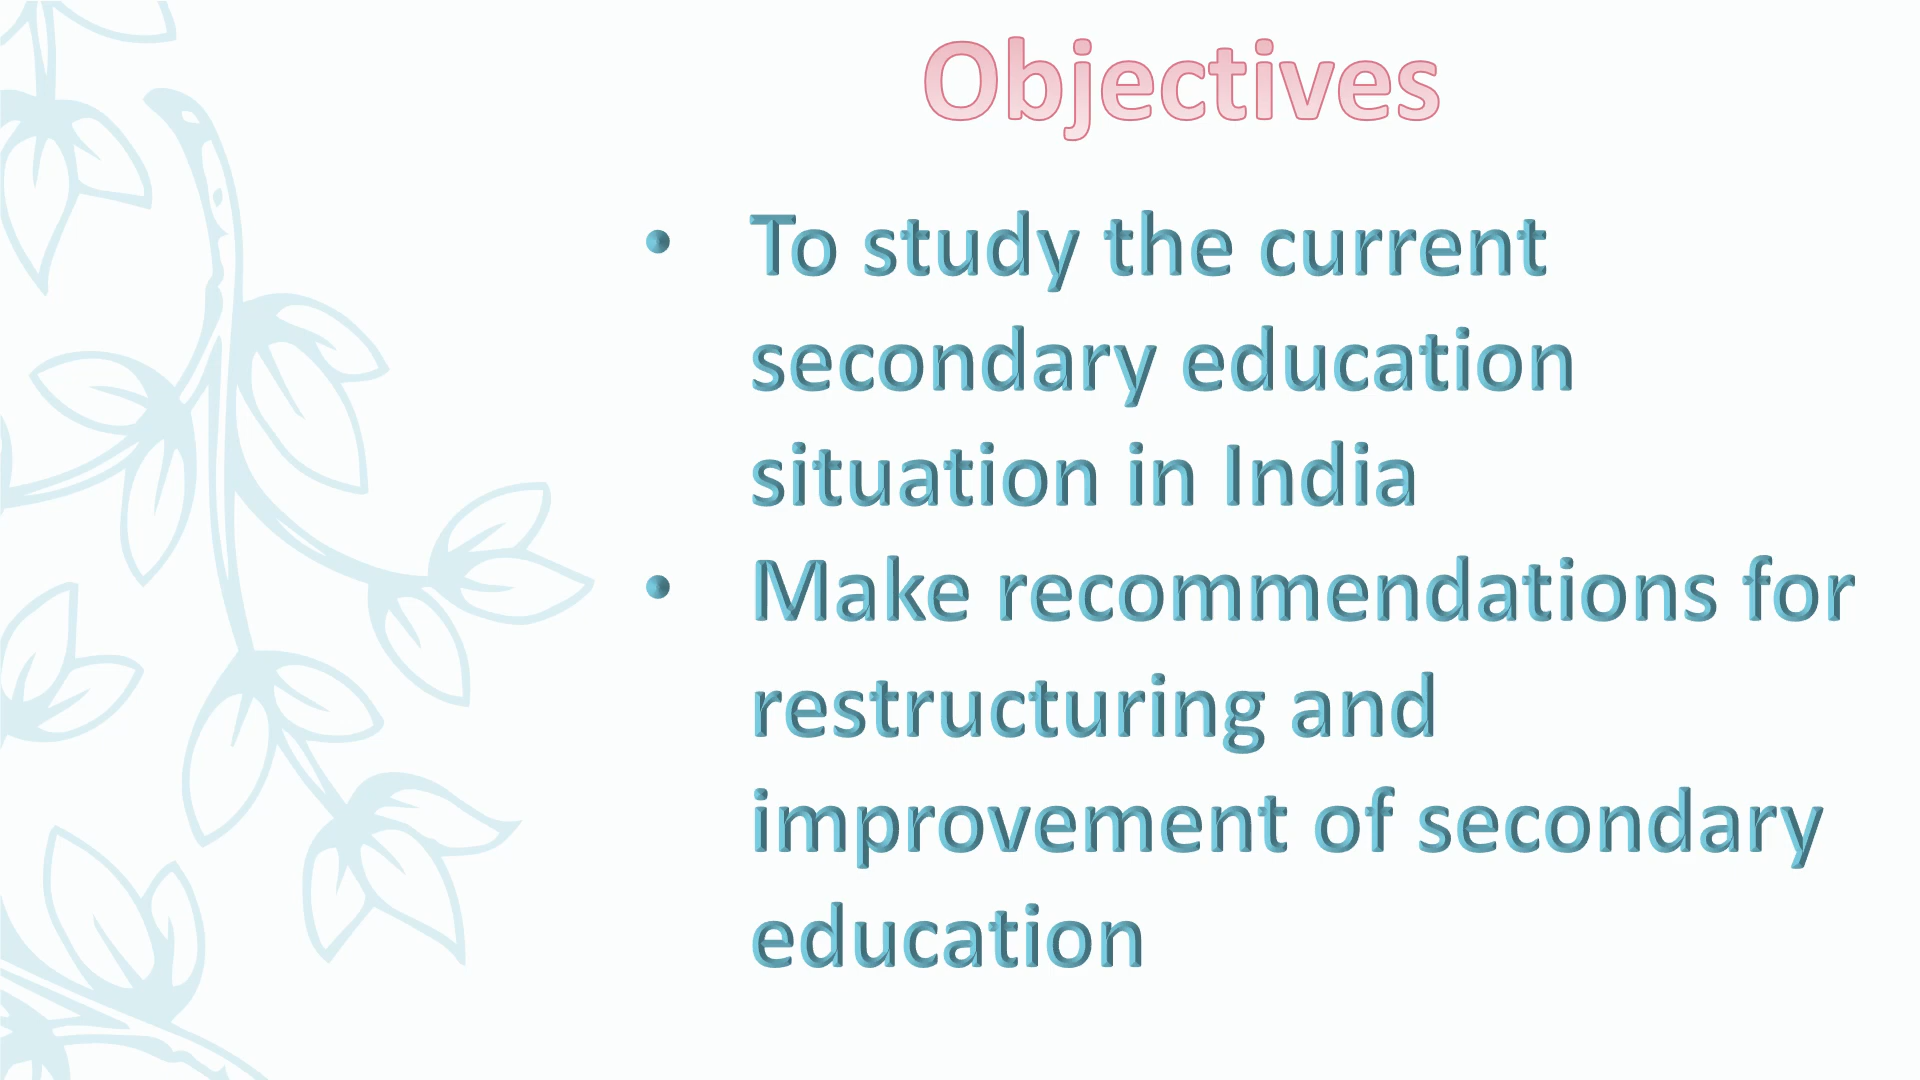 Objectives
• To study the current
secondary education
situation in India
• Make recommendations for
restructuring and
improvement of secondary
education